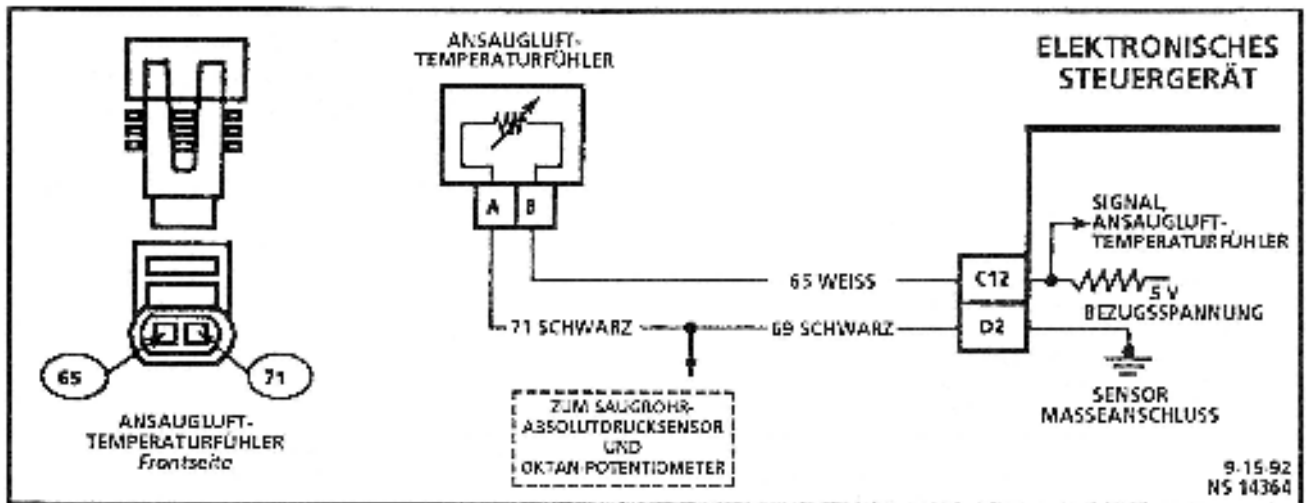 ANSAUGLUFT-
TEMPERATURFÜHLER
ELEKTRONISCHES
STEUERGERÄT
A
B
SIGNAL,
ANSAUGLUFT-
TEMPERATURFÜHLER
65 WEISS
C12
5 V
BEZUGSSPANNUNG
71 SCHWARZ
69 SCHWARZ
D2
65
71
SENSOR
MASSEANSCHLUSS
ANSAUGLUFT-
TEMPERATURFÜHLER
Frontseite
ZUM SAUGROHR-
ABSOLUTDRUCKSENSOR
UND
OKTAN-POTENTIOMETER
9-15-92
NS 14364